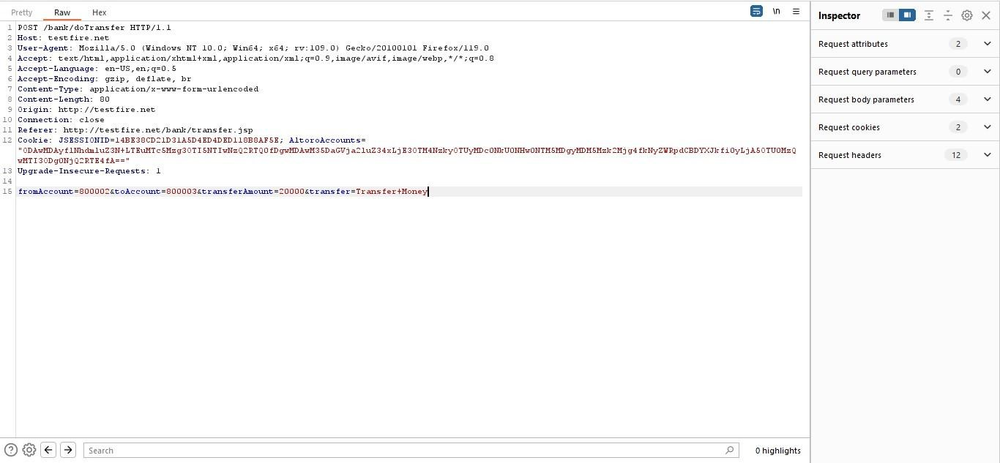 Pretty Raw Hex
\n
Inspector
1 POST /bank/doTransfer HTTP/1.1
2 Host: testfire.net
3 User-Agent: Mozilla/5.0 (Windows NT 10.0; Win64; x64; rv:109.0) Gecko/20100101 Firefox/119.0
4 Accept: text/html,application/xhtml+xml,application/xml;q=0.9,image/avif,image/webp,*/*;q=0.8
5 Accept-Language: en-US,en;q=0.5
6 Accept-Encoding: gzip, deflate, br
7 Content-Type: application/x-www-form-urlencoded
8 Content-Length: 80
9 Origin: http://testfire.net
10 Connection: close
11 Referer: http://testfire.net/bank/transfer.jsp
12 Cookie: JSESSIONID=14BE38CD21D31A5D4ED4DED118B8AF5E; AltoroAccounts=
13 Upgrade-Insecure-Requests: 1
14
15 fromAccount=800002&toAccount=800003&transferAmount=20000&transfer=Transfer+Money
Request attributes 2
Request query parameters 0
Request body parameters 4
Request cookies 2
Request headers 12
Search
0 highlights